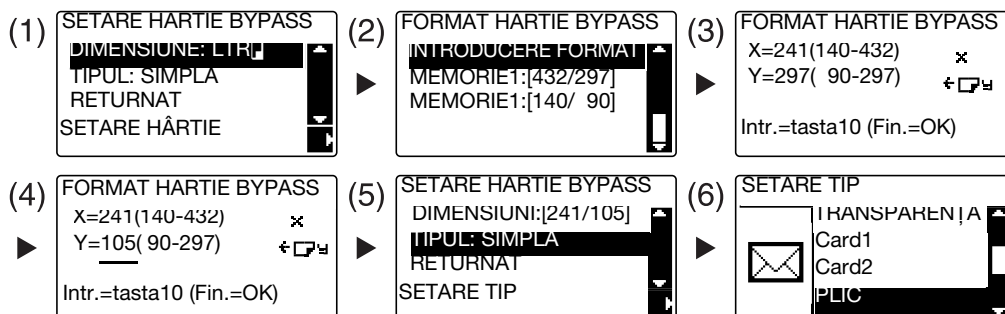 (1)
SETARE HARTIE BYPASS
DIMENSIUNE: LTR
TIPUL: SIMPLA
RETURNAT
SETARE HÂRTIE
(2)
FORMAT HARTIE BYPASS
INTRODUCERE FORMAT
MEMORIE1:[432/297]
MEMORIE1:[140/ 90]
(3)
FORMAT HARTIE BYPASS
X=241(140-432)
Y=297( 90-297)
x
y
Intr.=tasta10 (Fin.=OK)
(4)
FORMAT HARTIE BYPASS
X=241(140-432)
Y=105( 90-297)
x
y
Intr.=tasta10 (Fin.=OK)
(5)
SETARE HARTIE BYPASS
DIMENSIUNI:[241/105]
TIPUL: SIMPLA
RETURNAT
SETARE TIP
(6)
SETARE TIP
TRANSPARENȚA
Card1
Card2
PLIC